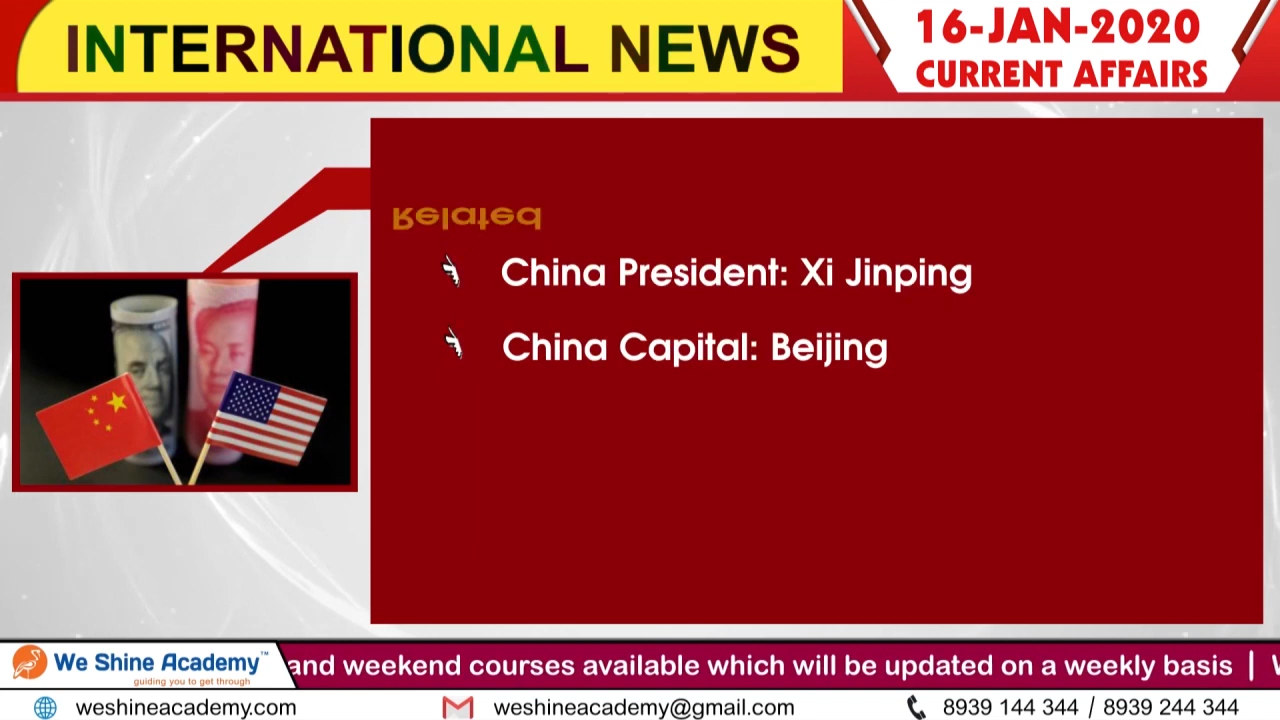 INTERNATIONAL NEWS
16-JAN-2020
CURRENT AFFAIRS
Related
China President: Xi Jinping
China Capital: Beijing
We Shine Academy™
guiding you to get through
and weekend courses available which will be updated on a weekly basis |
weshineacademy.com
weshineacademy@gmail.com
8939 144 344 / 8939 244 344